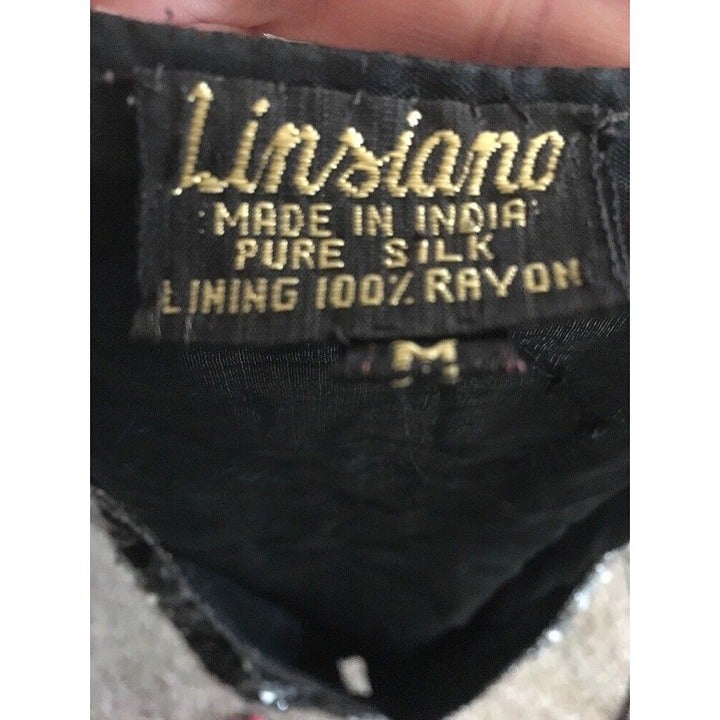 Linsiano
MADE IN INDIA
PURE SILK
LINING 100% RAYON
M